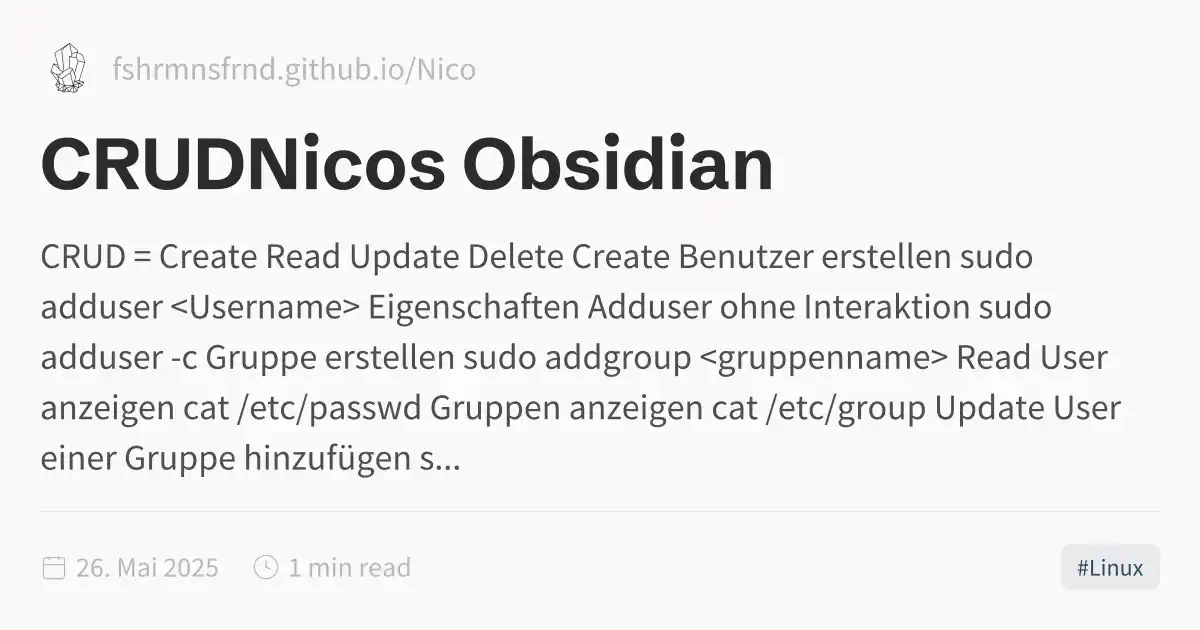 fshrmnsfrnd.github.io/Nico
CRUDNicos Obsidian
CRUD = Create Read Update Delete Create Benutzer erstellen sudo
adduser <Username> Eigenschaften Adduser ohne Interaktion sudo
adduser -c Gruppe erstellen sudo addgroup <gruppenname> Read User
anzeigen cat /etc/passwd Gruppen anzeigen cat /etc/group Update User
einer Gruppe hinzufügen s...
26. Mai 2025
1 min read
#Linux